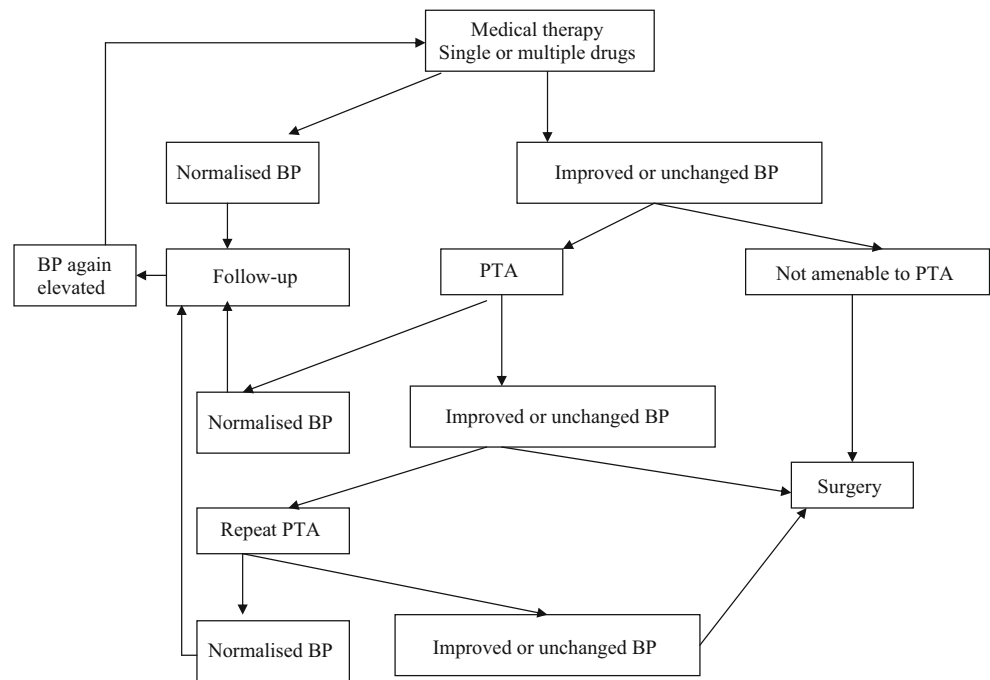 Medical therapy
Single or multiple drugs
Normalised BP
Improved or unchanged BP
BP again
elevated
Follow-up
PTA
Not amenable to PTA
Normalised BP
Improved or unchanged BP
Surgery
Repeat PTA
Normalised BP
Improved or unchanged BP